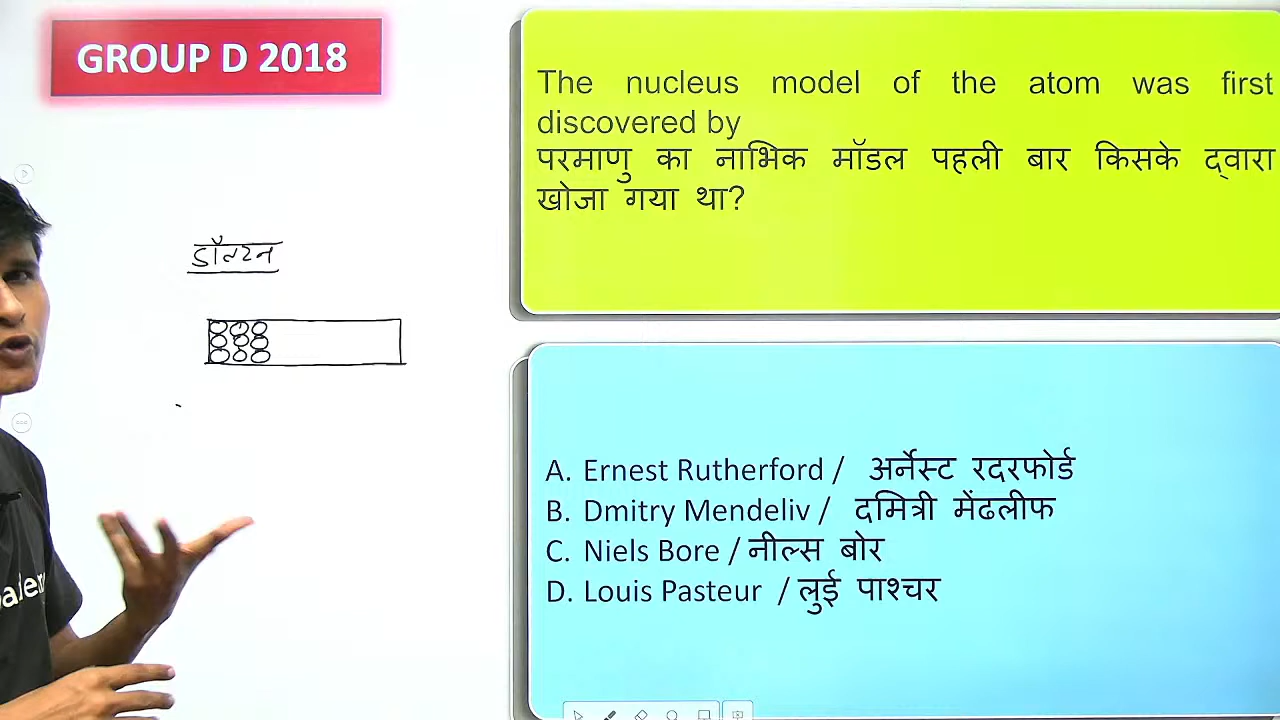 GROUP D 2018
The nucleus model of the atom was first
discovered by
परमाणु का नाभिक मॉडल पहली बार किसके द्वारा
खोजा गया था?
डॉल्टन
A. Ernest Rutherford / अर्नेस्ट रदरफोर्ड
B. Dmitry Mendeliv / दमित्री मेंढलीफ
C. Niels Bore / नील्स बोर
D. Louis Pasteur / लुई पाश्चर